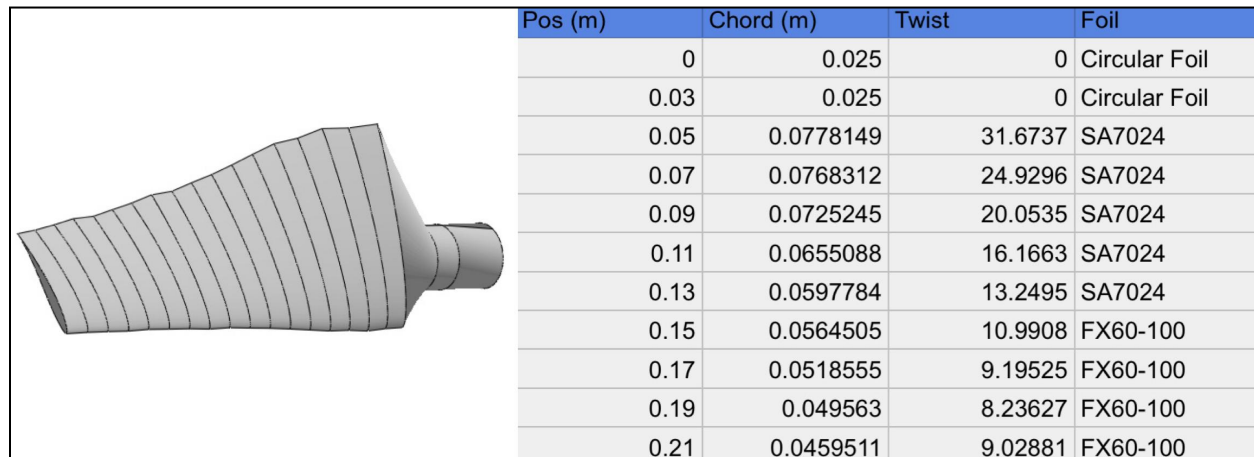 Pos (m) Chord (m) Twist Foil
0 0.025 0 Circular Foil
0.03 0.025 0 Circular Foil
0.05 0.0778149 31.6737 SA7024
0.07 0.0768312 24.9296 SA7024
0.09 0.0725245 20.0535 SA7024
0.11 0.0655088 16.1663 SA7024
0.13 0.0597784 13.2495 SA7024
0.15 0.0564505 10.9908 FX60-100
0.17 0.0518555 9.19525 FX60-100
0.19 0.049563 8.23627 FX60-100
0.21 0.0459511 9.02881 FX60-100